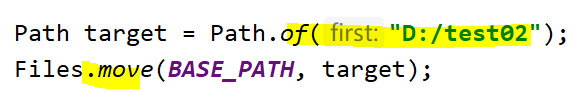 Path target = Path.of( first: "D:/test02");
Files.move(BASE_PATH, target);